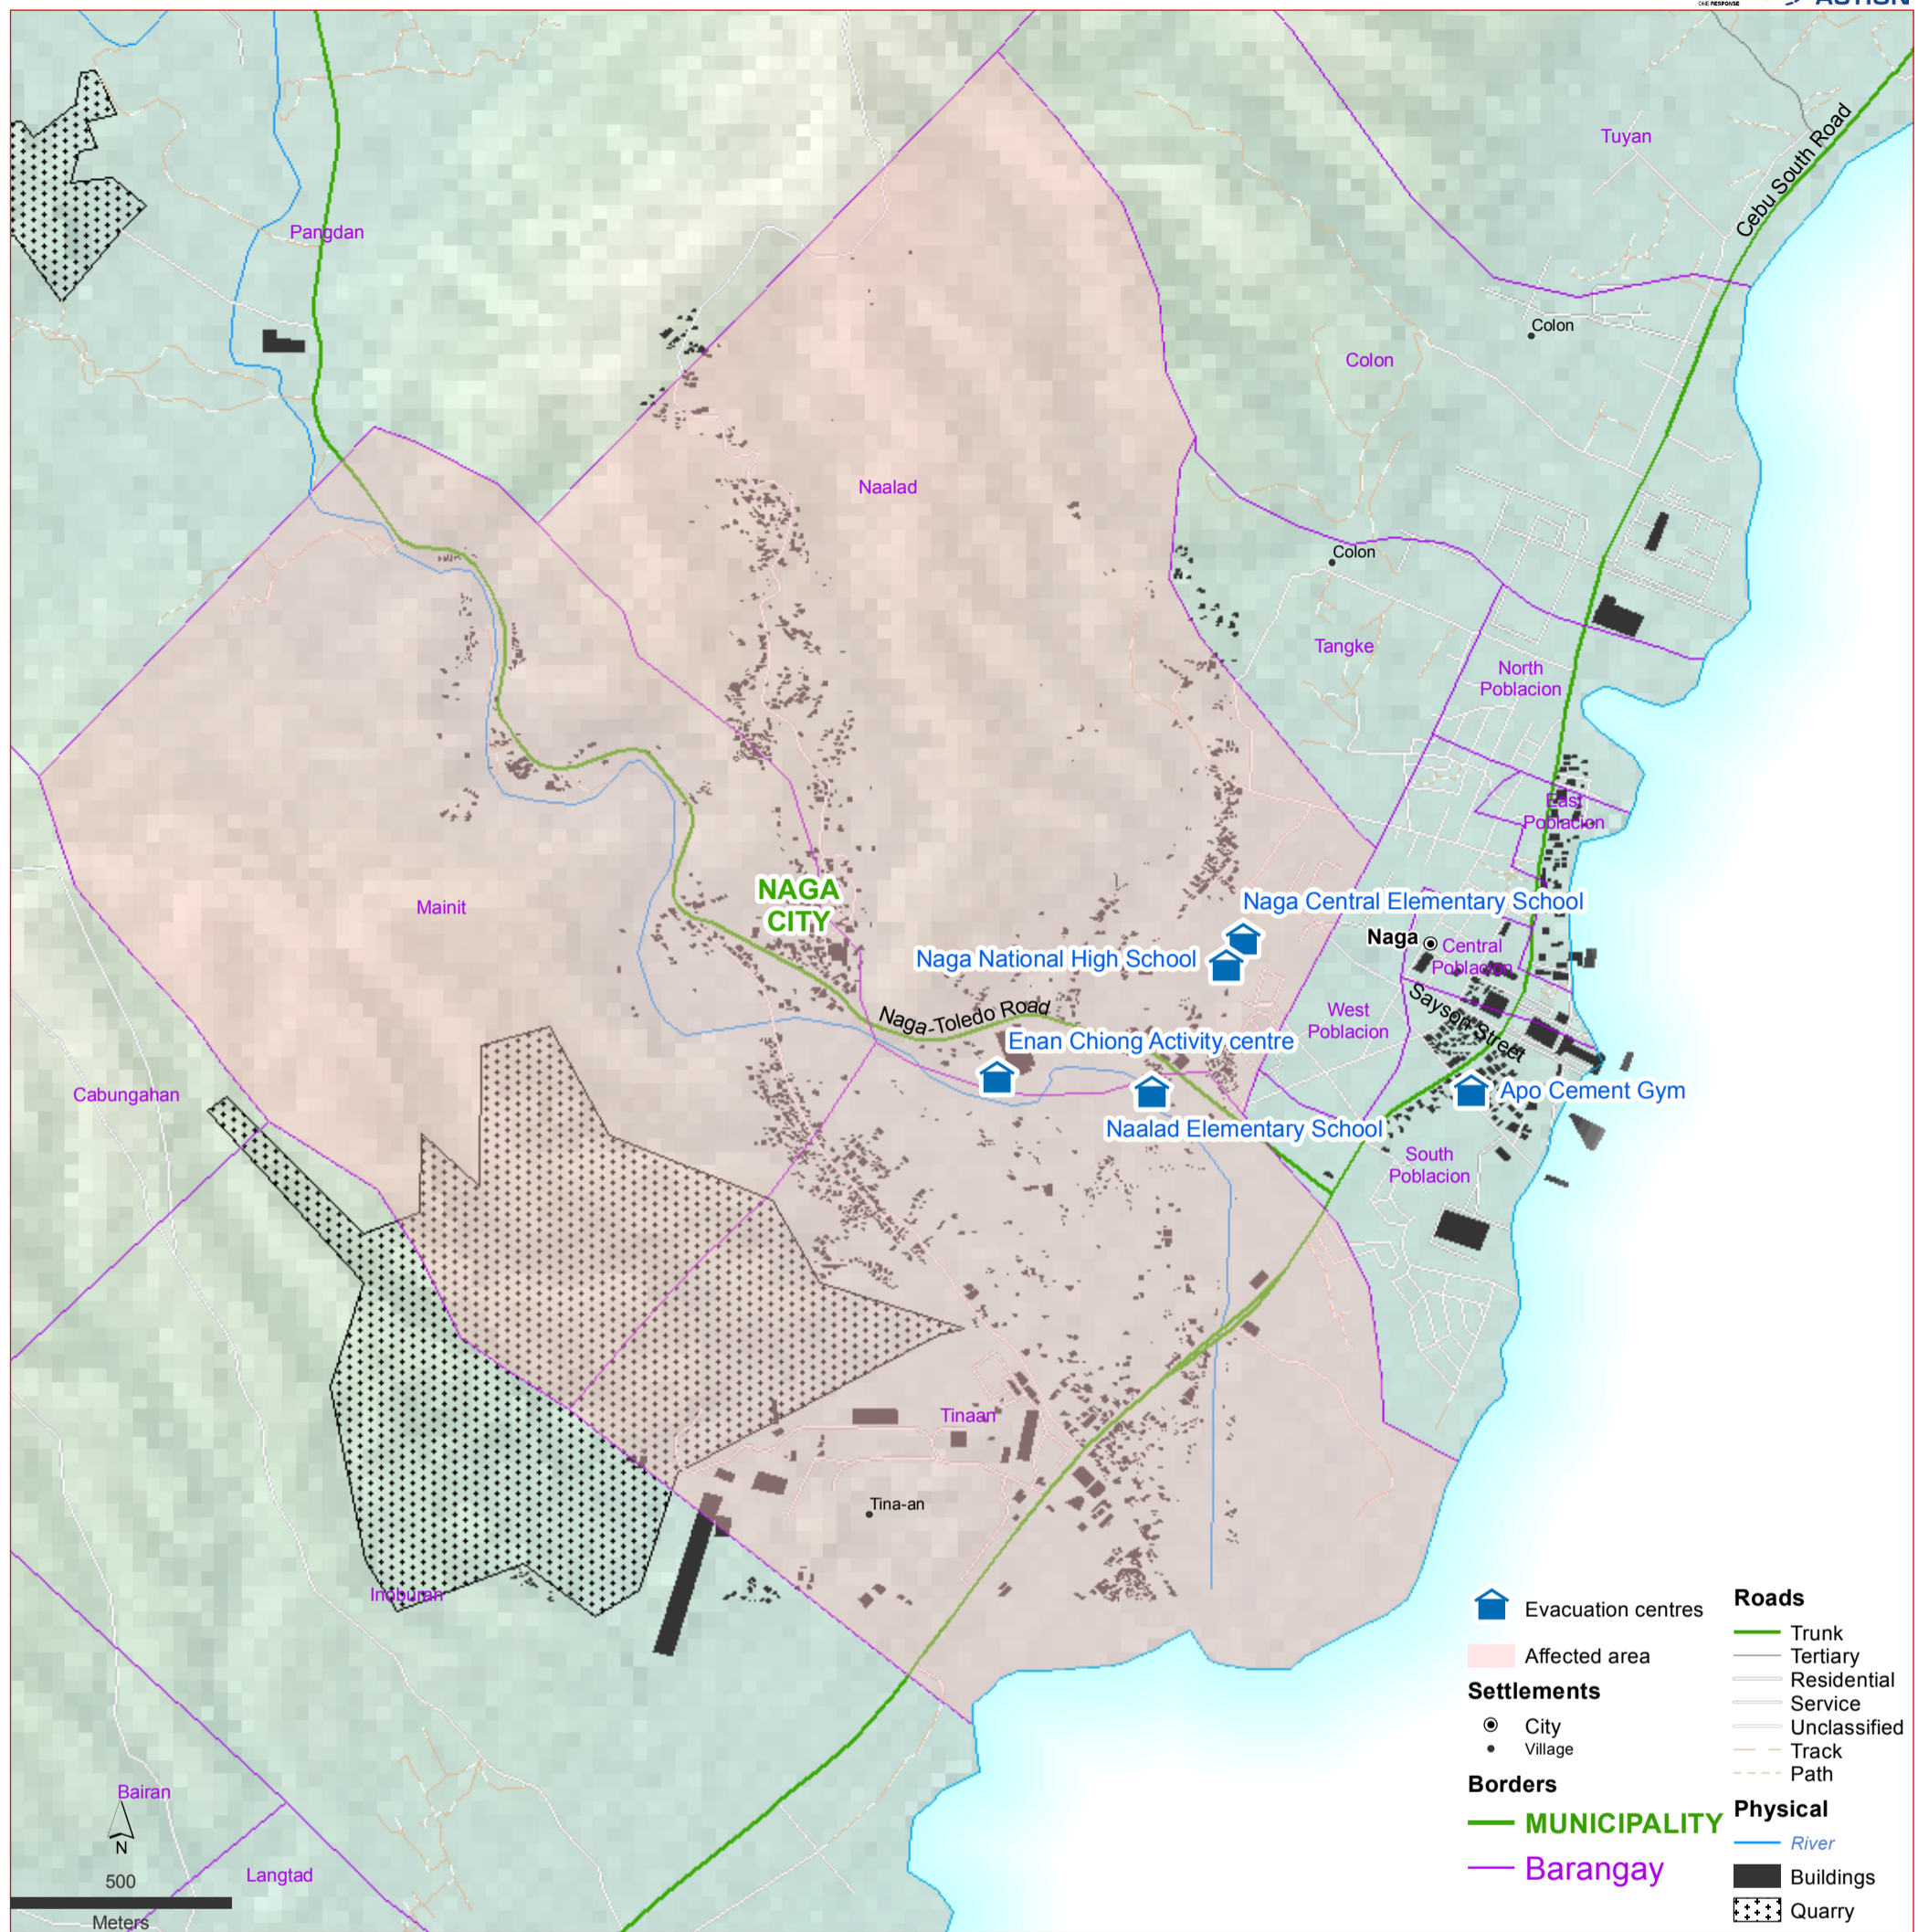 ONE RESPONSE
ACTION
Tuyan
Cebu South Road
Pangdan
Colon
Colon
Naalad
Colon
Tangke
North
Poblacion
East
Poblacion
NAGA
CITY
Mainit
Naga Central Elementary School
Naga
Central
Poblacion
Naga National High School
Sayson Street
Naga-Toledo Road
West
Poblacion
Enan Chiong Activity centre
Cabungahan
Apo Cement Gym
Naalad Elementary School
South
Poblacion
Tinaan
Tina-an
Inoburan
Bairan
N
Langtad
500
Meters
Evacuation centres
Affected area
Settlements
City
Village
Borders
MUNICIPALITY
Barangay
Roads
Trunk
Tertiary
Residential
Service
Unclassified
Track
Path
Physical
River
Buildings
Quarry